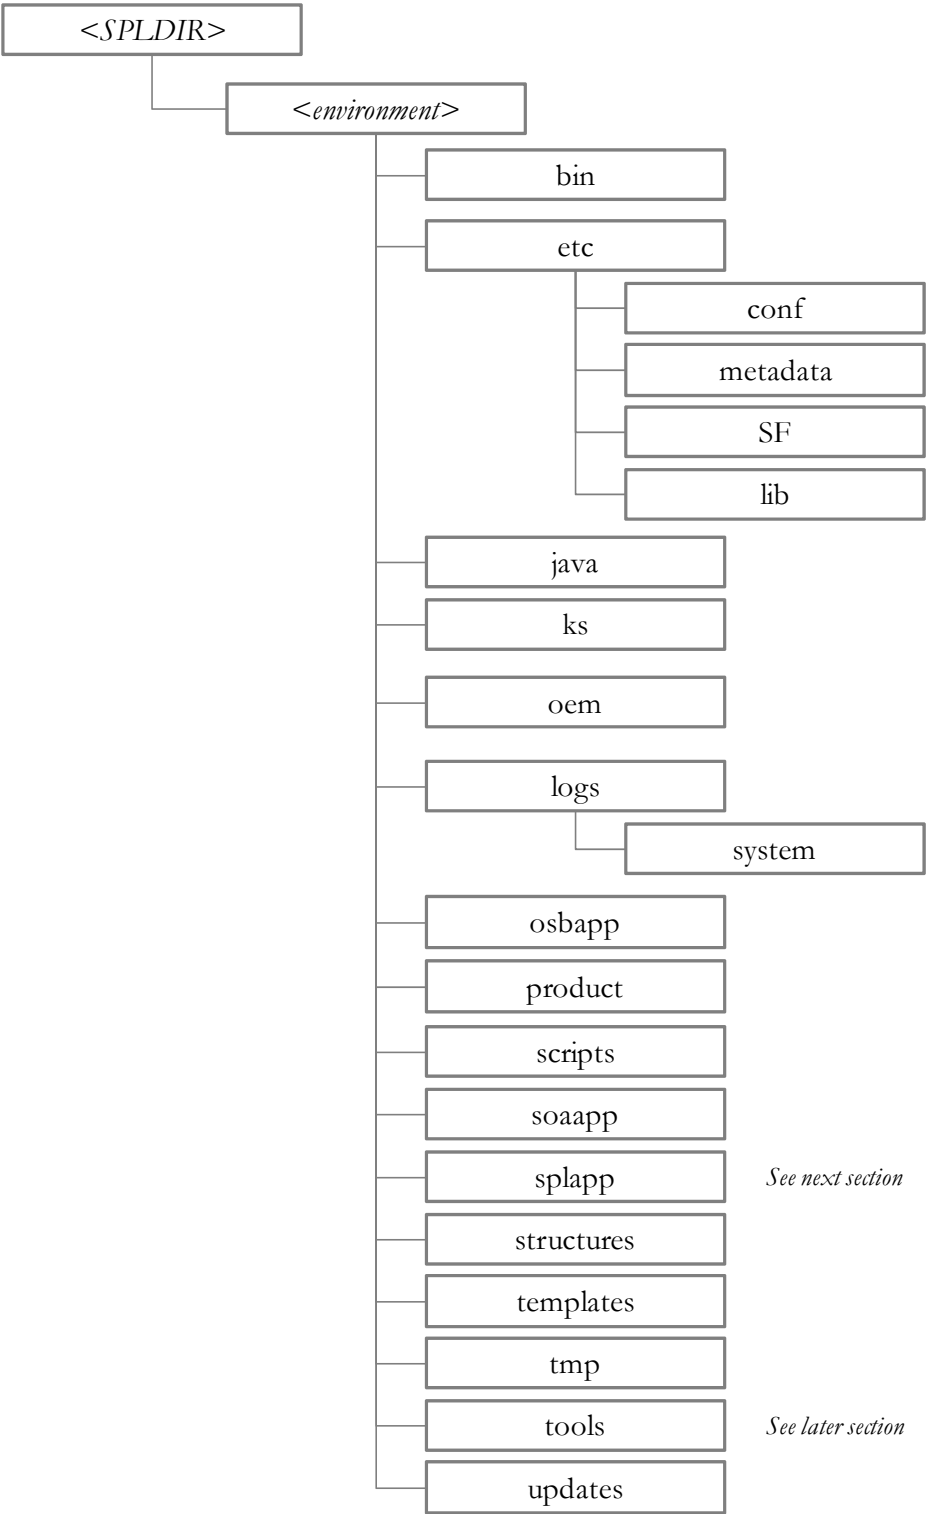 <SPLDIR>
<environment>
bin
etc
conf
metadata
SF
lib
java
ks
oem
logs
system
osbapp
product
scripts
soaapp
splapp
See next section
structures
templates
tmp
tools
See later section
updates